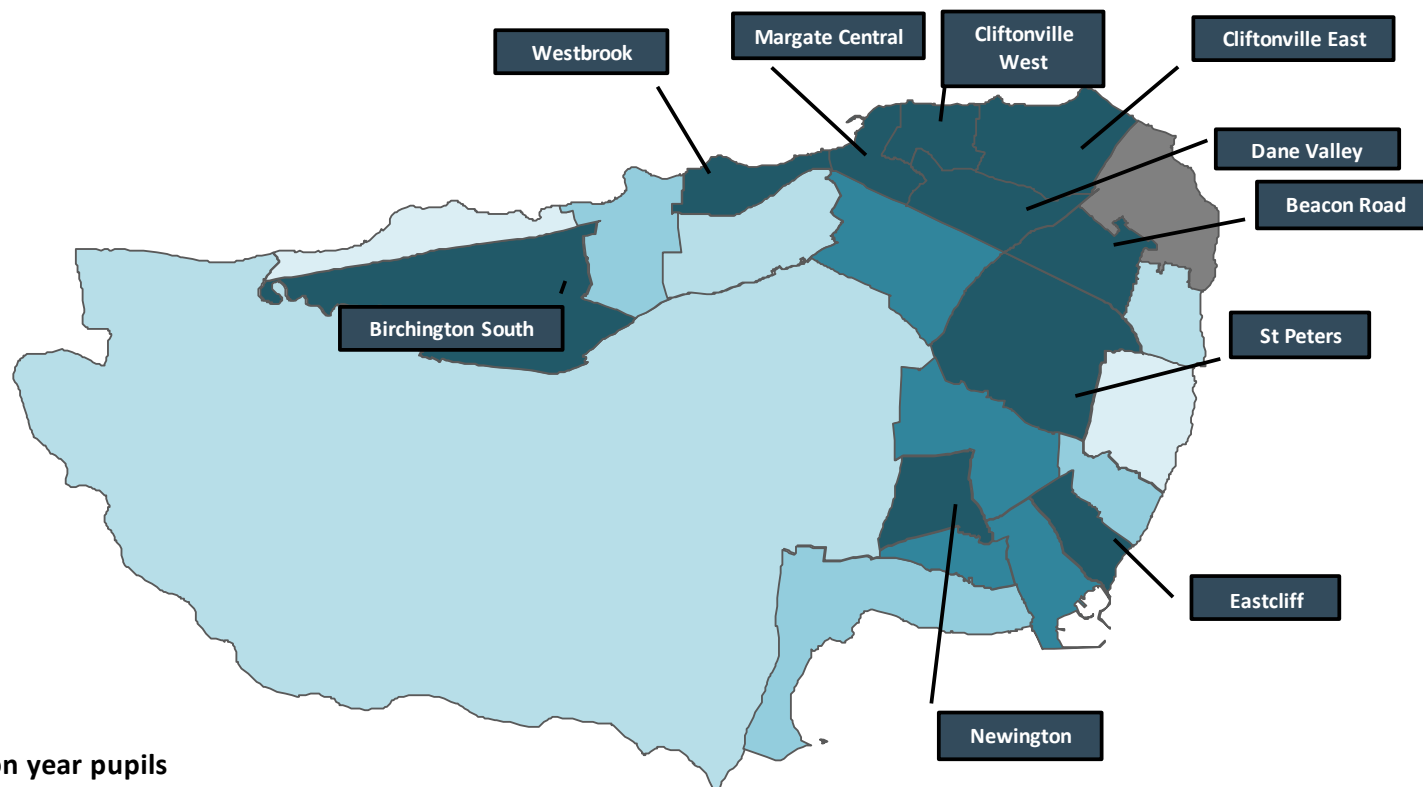 Westbrook
Margate Central
Cliftonville
West
Cliftonville East
Dane Valley
Beacon Road
Birchington South
St Peters
Eastcliff
Newington
year pupils